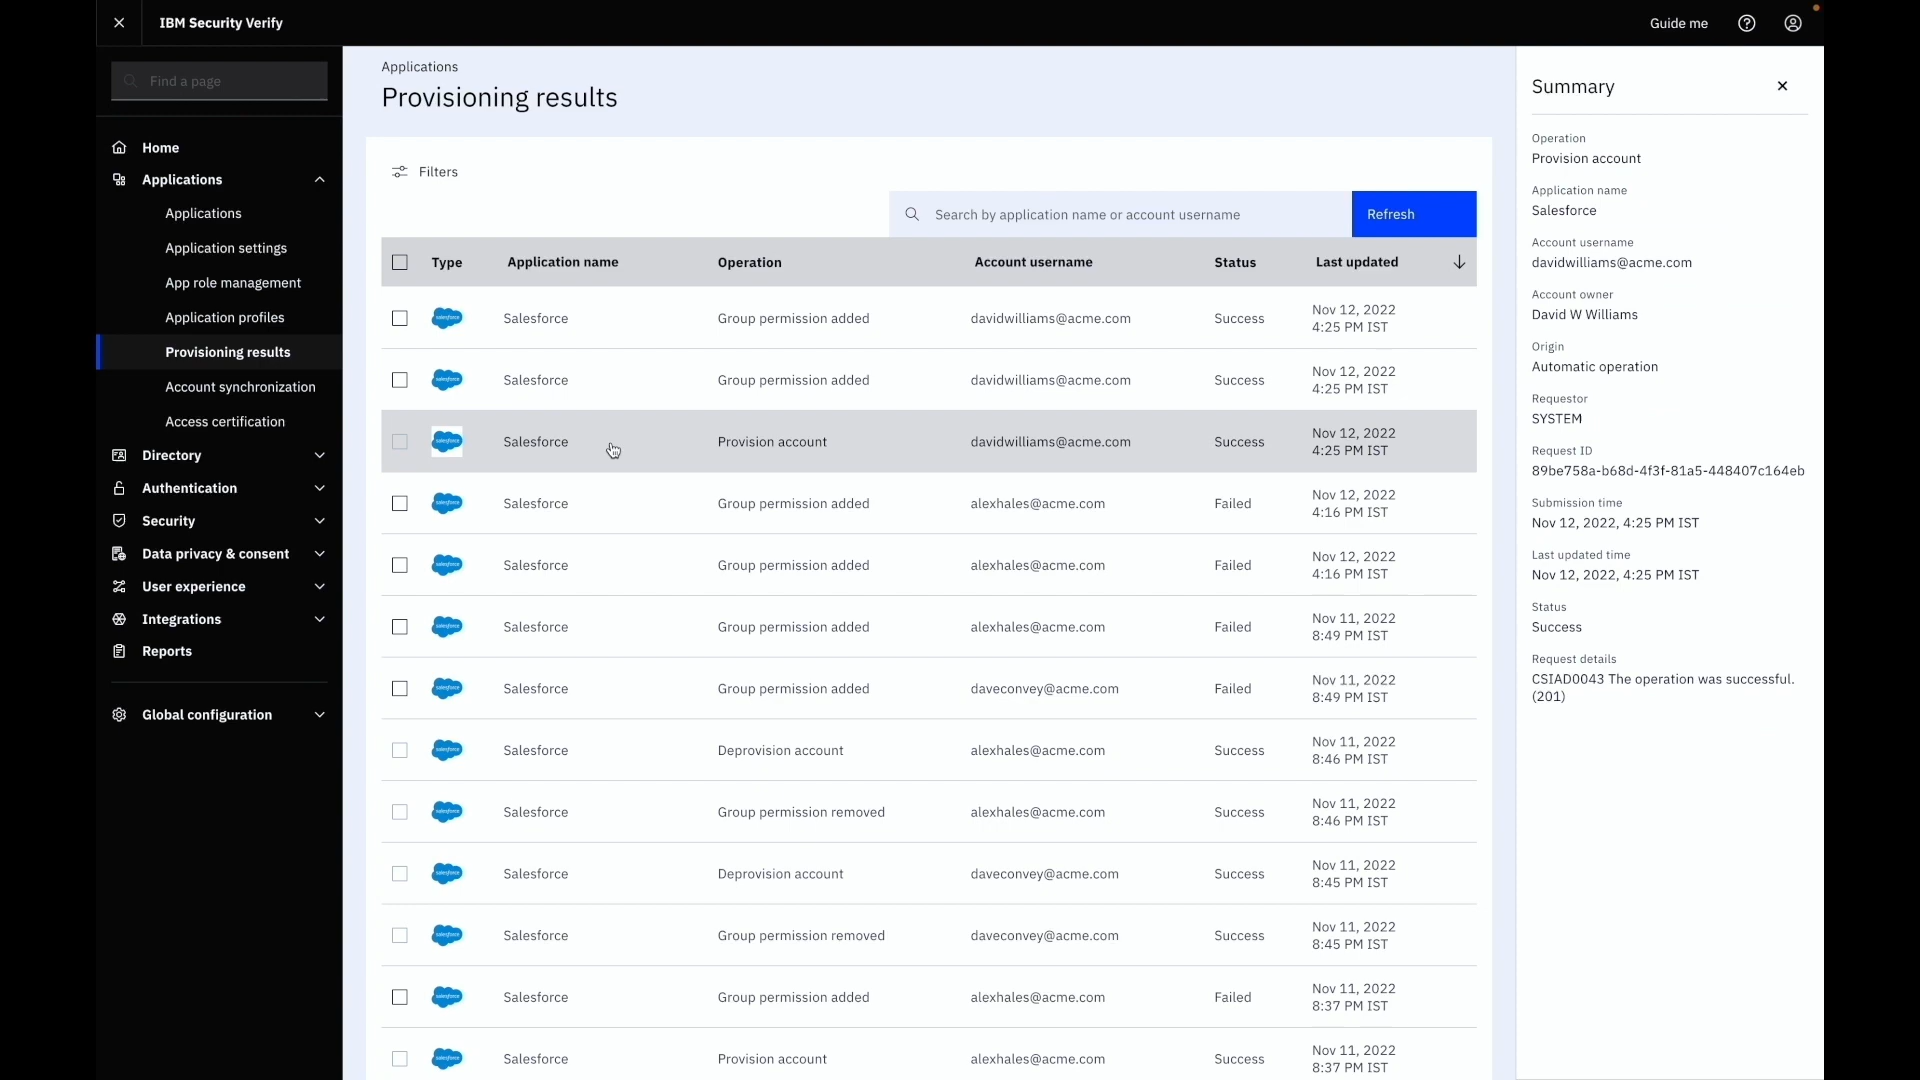 IBM Security Verify
Guide me
Find a page
Home
Applications
Applications
Application settings
App role management
Application profiles
Provisioning results
Account synchronization
Access certification
Directory
Authentication
Security
Data privacy & consent
User experience
Integrations
Reports
Global configuration
Applications
Provisioning results
Filters
Search by application name or account username
Refresh
Type Application name Operation Account username Status Last updated
salesforce Salesforce Group permission added davidwilliams@acme.com Success Nov 12, 2022
4:25 PM IST
salesforce Salesforce Group permission added davidwilliams@acme.com Success Nov 12, 2022
4:25 PM IST
salesforce Salesforce Provision account davidwilliams@acme.com Success Nov 12, 2022
4:25 PM IST
salesforce Salesforce Group permission added alexhales@acme.com Failed Nov 12, 2022
4:16 PM IST
salesforce Salesforce Group permission added alexhales@acme.com Failed Nov 12, 2022
4:16 PM IST
salesforce Salesforce Group permission added alexhales@acme.com Failed Nov 11, 2022
8:49 PM IST
salesforce Salesforce Group permission added daveconvey@acme.com Failed Nov 11, 2022
8:49 PM IST
salesforce Salesforce Deprovision account alexhales@acme.com Success Nov 11, 2022
8:46 PM IST
salesforce Salesforce Group permission removed alexhales@acme.com Success Nov 11, 2022
8:46 PM IST
salesforce Salesforce Deprovision account daveconvey@acme.com Success Nov 11, 2022
8:45 PM IST
salesforce Salesforce Group permission removed daveconvey@acme.com Success Nov 11, 2022
8:45 PM IST
salesforce Salesforce Group permission added alexhales@acme.com Failed Nov 11, 2022
8:37 PM IST
salesforce Salesforce Provision account alexhales@acme.com Success Nov 11, 2022
8:37 PM IST
Summary
Operation
Provision account
Application name
Salesforce
Account username
davidwilliams@acme.com
Account owner
David W Williams
Origin
Automatic operation
Requestor
SYSTEM
Request ID
89be758a-b68d-4f3f-81a5-448407c164eb
Submission time
Nov 12, 2022, 4:25 PM IST
Last updated time
Nov 12, 2022, 4:25 PM IST
Status
Success
Request details
CSIAD0043 The operation was successful.
(201)